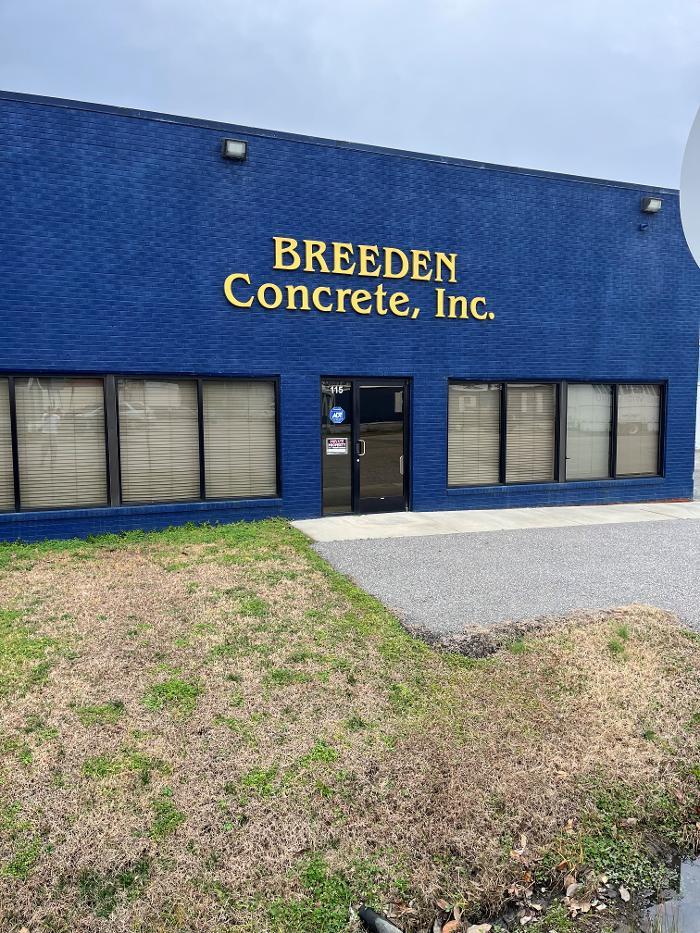 BREEDEN
Concrete, Inc.
115
ADT